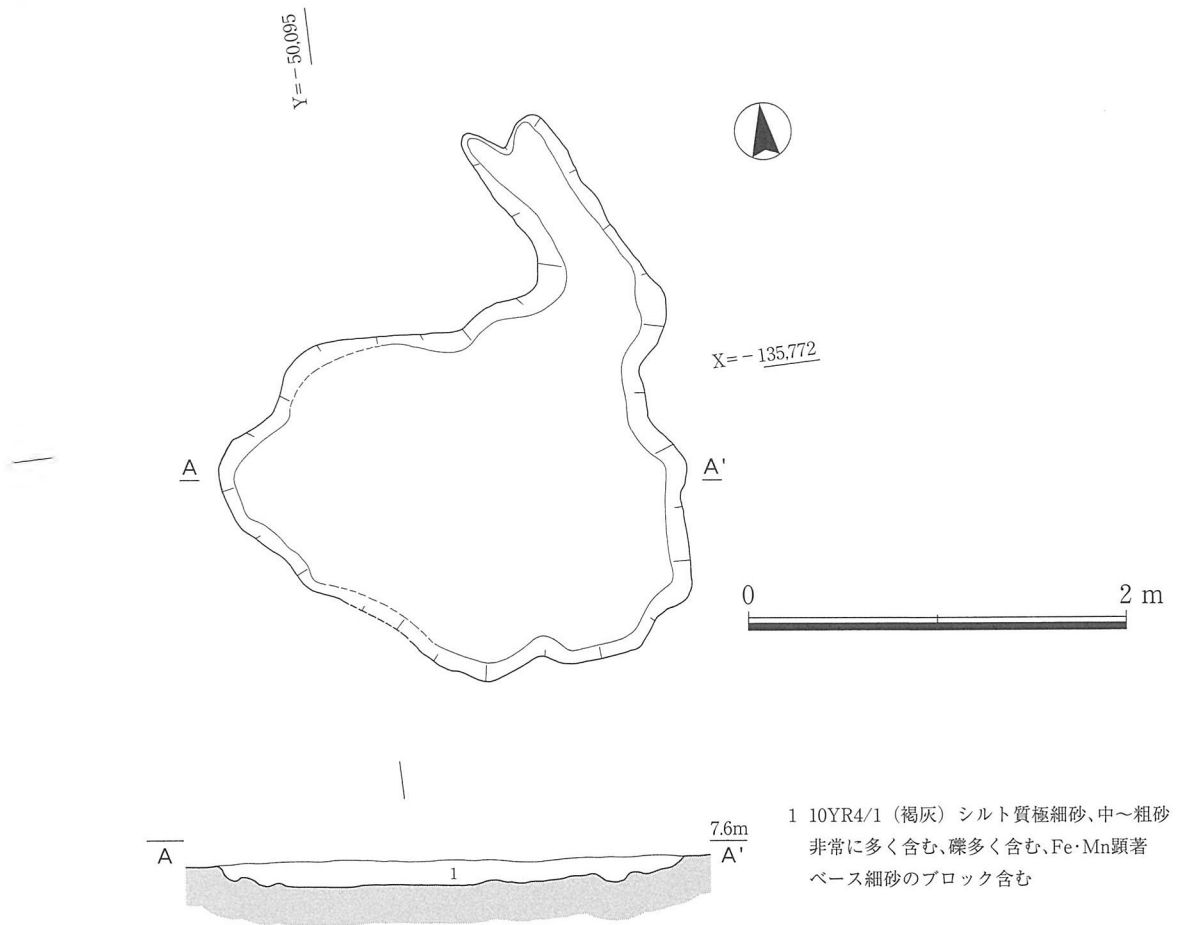 Y=－50,095
X=－135,772
A
A'
0
2 m
7.6m
A
A'
1
1 10YR4/1（褐灰）シルト質極細砂、中～粗砂
非常に多く含む、礫多く含む、Fe･Mn顕著
ベース細砂のブロック含む